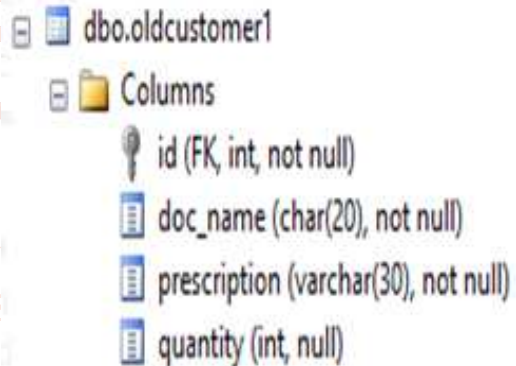 dbo.oldcustomer1
Columns
id (FK, int, not null)
doc_name (char(20), not null)
prescription (varchar(30), not null)
quantity (int, null)